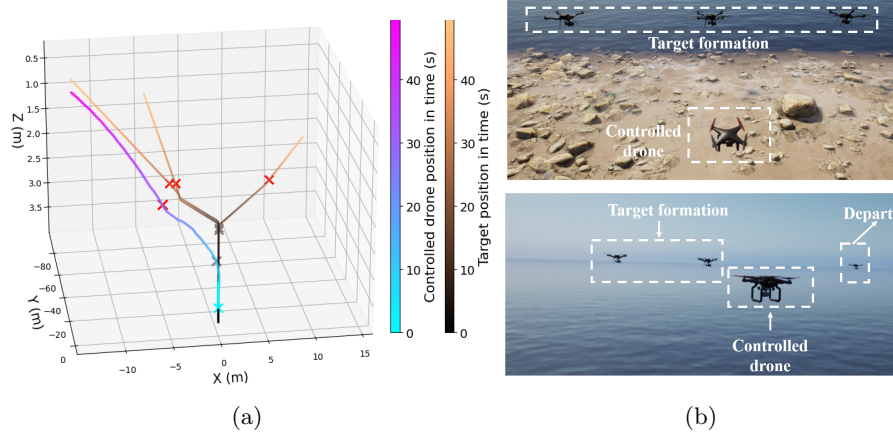 0.5
1.0
1.5
2.0
2.5
3.0
3.5
Z (m)
−80
−60
−40
−20
0
Y (m)
−10
−5
0
5
10
15
X (m)
40
30
20
10
0
Controlled drone position in time (s)
40
30
20
10
0
Target position in time (s)
(a)
Target formation
Controlled
drone
Target formation
Depart
Controlled
drone
(b)